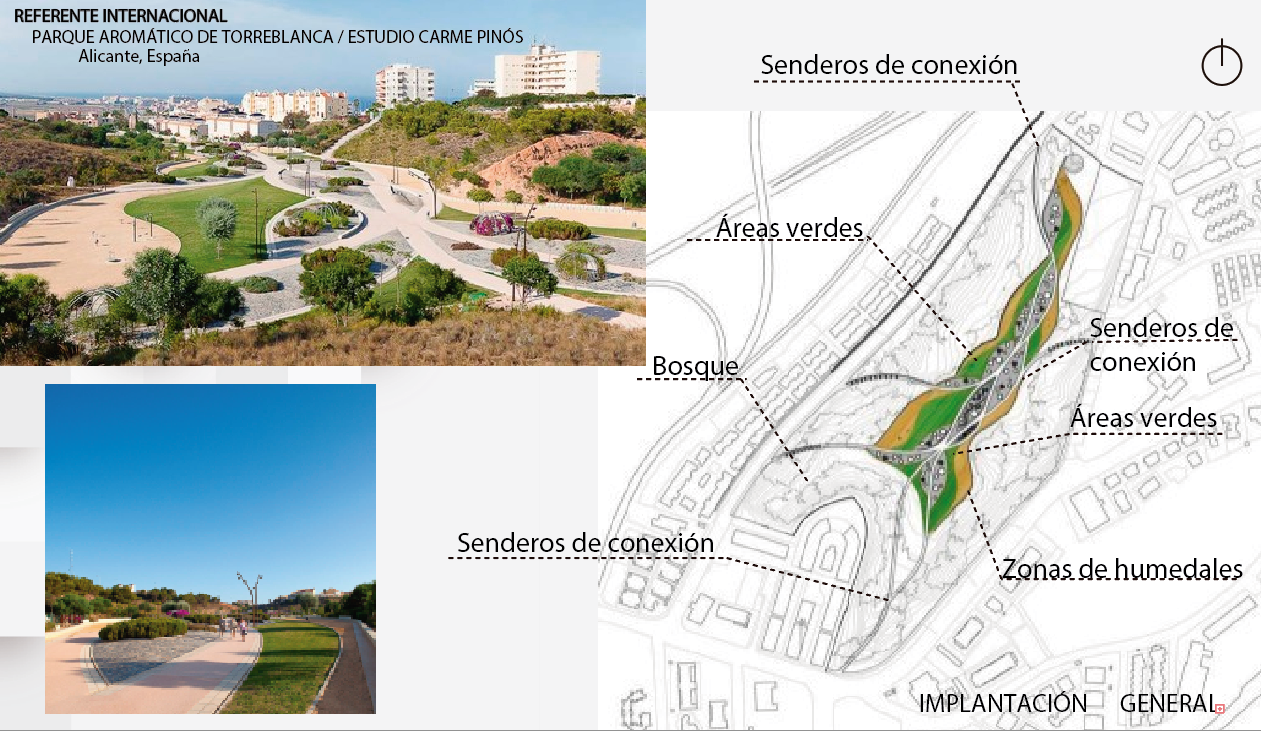 REFERENTE INTERNACIONAL
PARQUE AROMÁTICO DE TORREBLANCA / ESTUDIO CARME PINÓS
Alicante, España
Senderos de conexión
Áreas verdes
Senderos de
conexión
Bosque
Áreas verdes
Senderos de conexión
Zonas de humedales
IMPLANTACIÓN GENERAL